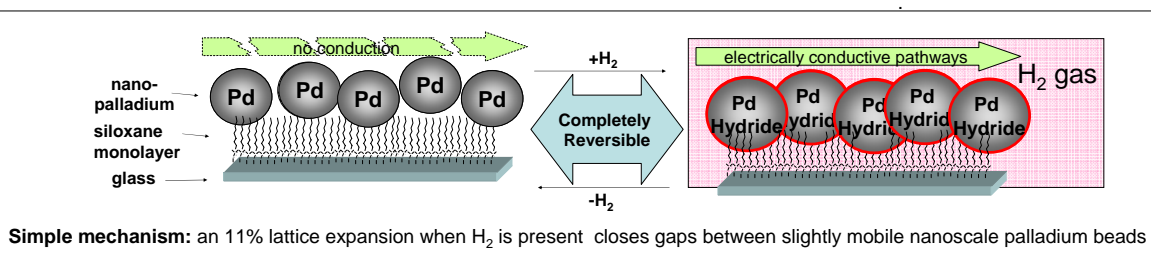 no conduction
nano-
palladium
siloxane
monolayer
glass
Pd
Pd
Pd
Pd
Pd
+H2
Completely
Reversible
-H2
electrically conductive pathways
H2 gas
Pd
Hydride
Pd
Hydride
Pd
Hydride
Pd
Hydride
Pd
Hydride
Simple mechanism: an 11% lattice expansion when H2 is present closes gaps between slightly mobile nanoscale palladium beads